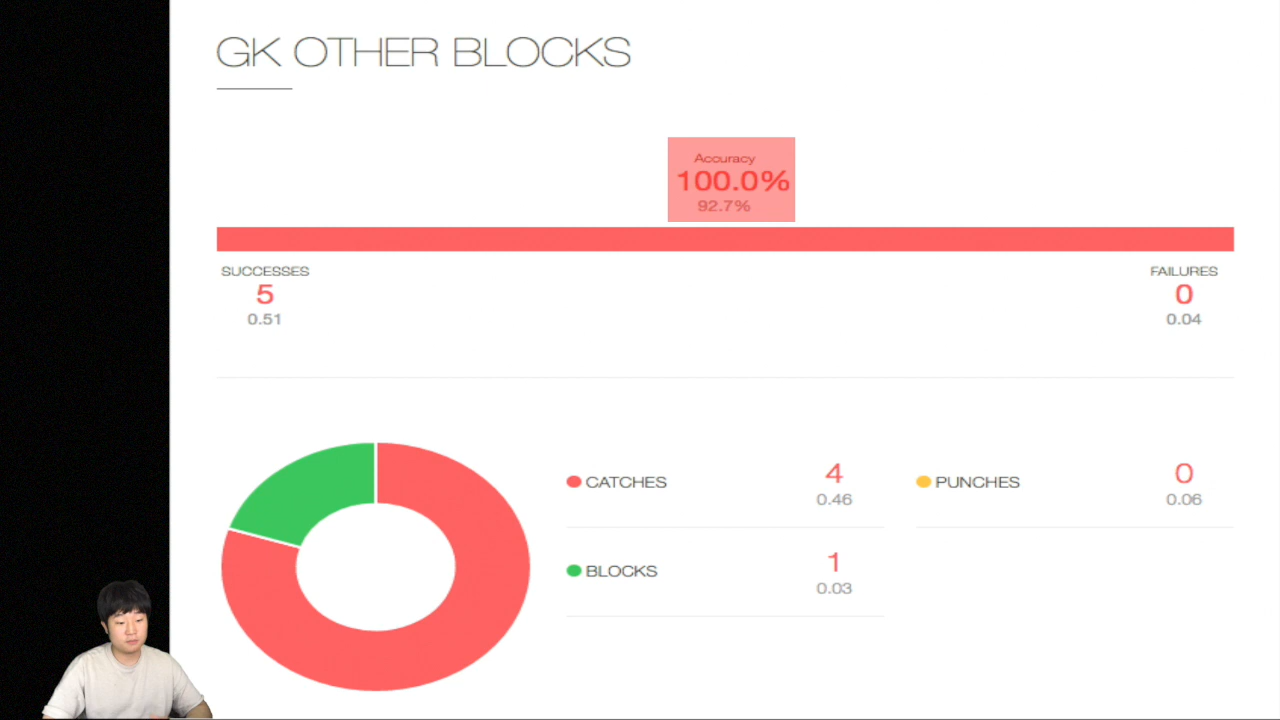 GK OTHER BLOCKS
Accuracy
100.0%
92.7%
SUCCESSES
5
0.51
FAILURES
0
0.04
CATCHES
4
0.46
PUNCHES
0
0.06
BLOCKS
1
0.03